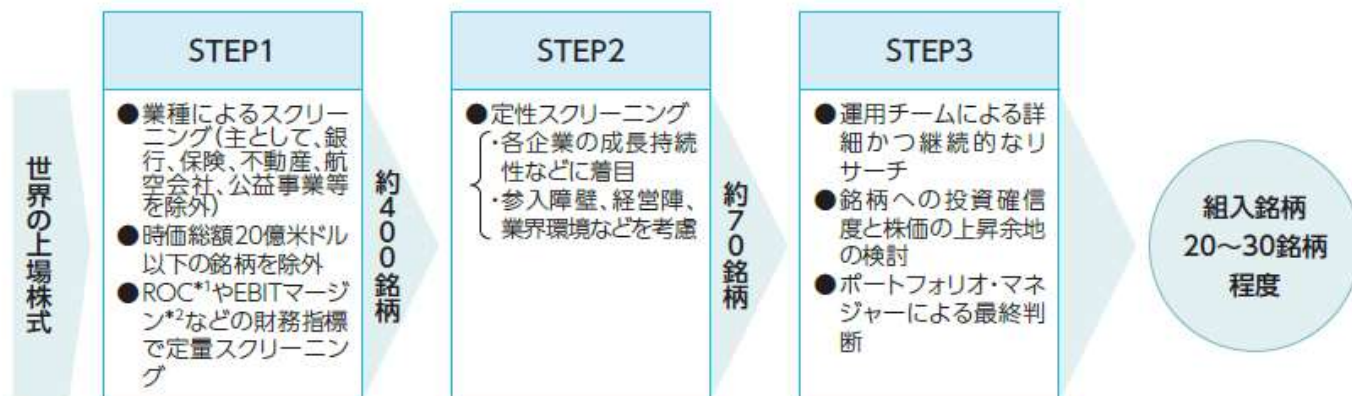 世界の上場株式
STEP1
●業種によるスクリー
ニング(主として、銀
行、保険、不動産、航
空会社、公益事業等
を除外)
●時価総額20億米ドル
以下の銘柄を除外
●ROC*1やEBITマージ
ン*2などの財務指標
で定量スクリーニン
グ
約400銘柄
STEP2
●定性スクリーニング
・各企業の成長持続
性などに着目
・参入障壁、経営陣、
業界環境などを考慮
約70銘柄
STEP3
●運用チームによる詳
細かつ継続的なリ
サーチ
●銘柄への投資確信
度と株価の上昇余地
の検討
●ポートフォリオ・マネ
ジャーによる最終判
断
組入銘柄
20～30銘柄
程度